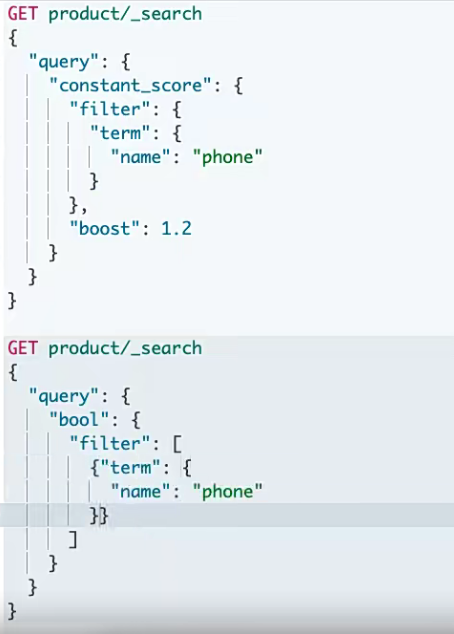 GET product/_search
{
  "query": {
    "constant_score": {
      "filter": {
        "term": {
          "name": "phone"
        }
      },
      "boost": 1.2
    }
  }
}
GET product/_search
{
  "query": {
    "bool": {
      "filter": [
        {"term": {
          "name": "phone"
        }}
      ]
    }
  }
}